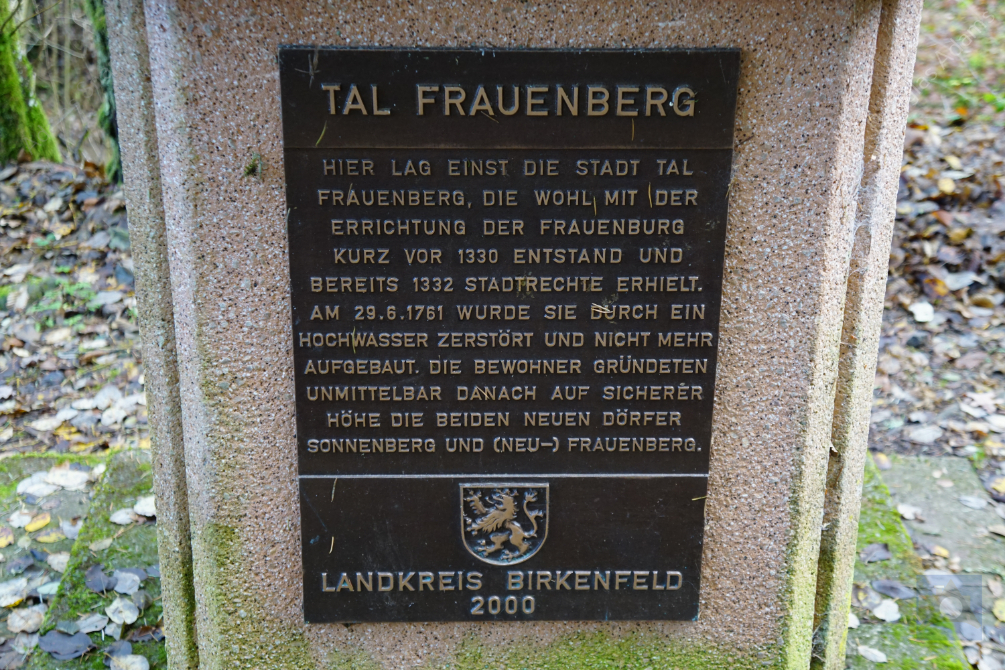 TAL FRAUENBERG
HIER LAG EINST DIE STADT TAL
FRAUENBERG, DIE WOHL MIT DER
ERRICHTUNG DER FRAUENBURG
KURZ VOR 1330 ENTSTAND UND
BEREITS 1332 STADTRECHTE ERHIELT.
AM 29.6.1761 WURDE SIE DURCH EIN
HOCHWASSER ZERSTÖRT UND NICHT MEHR
AUFGEBAUT. DIE BEWOHNER GRÜNDETEN
UNMITTELBAR DANACH AUF SICHERER
HÖHE DIE BEIDEN NEUEN DÖRFER
SONNENBERG UND (NEU-) FRAUENBERG.
LANDKREIS BIRKENFELD
2000